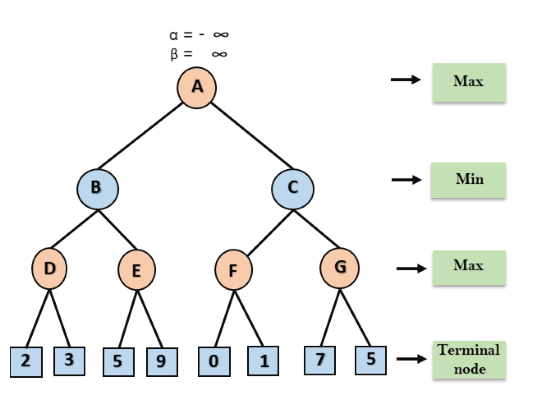 α = - ∞
β = ∞
A
Max
B
C
Min
D
E
F
G
Max
2
3
5
9
0
1
7
5
Terminal
node